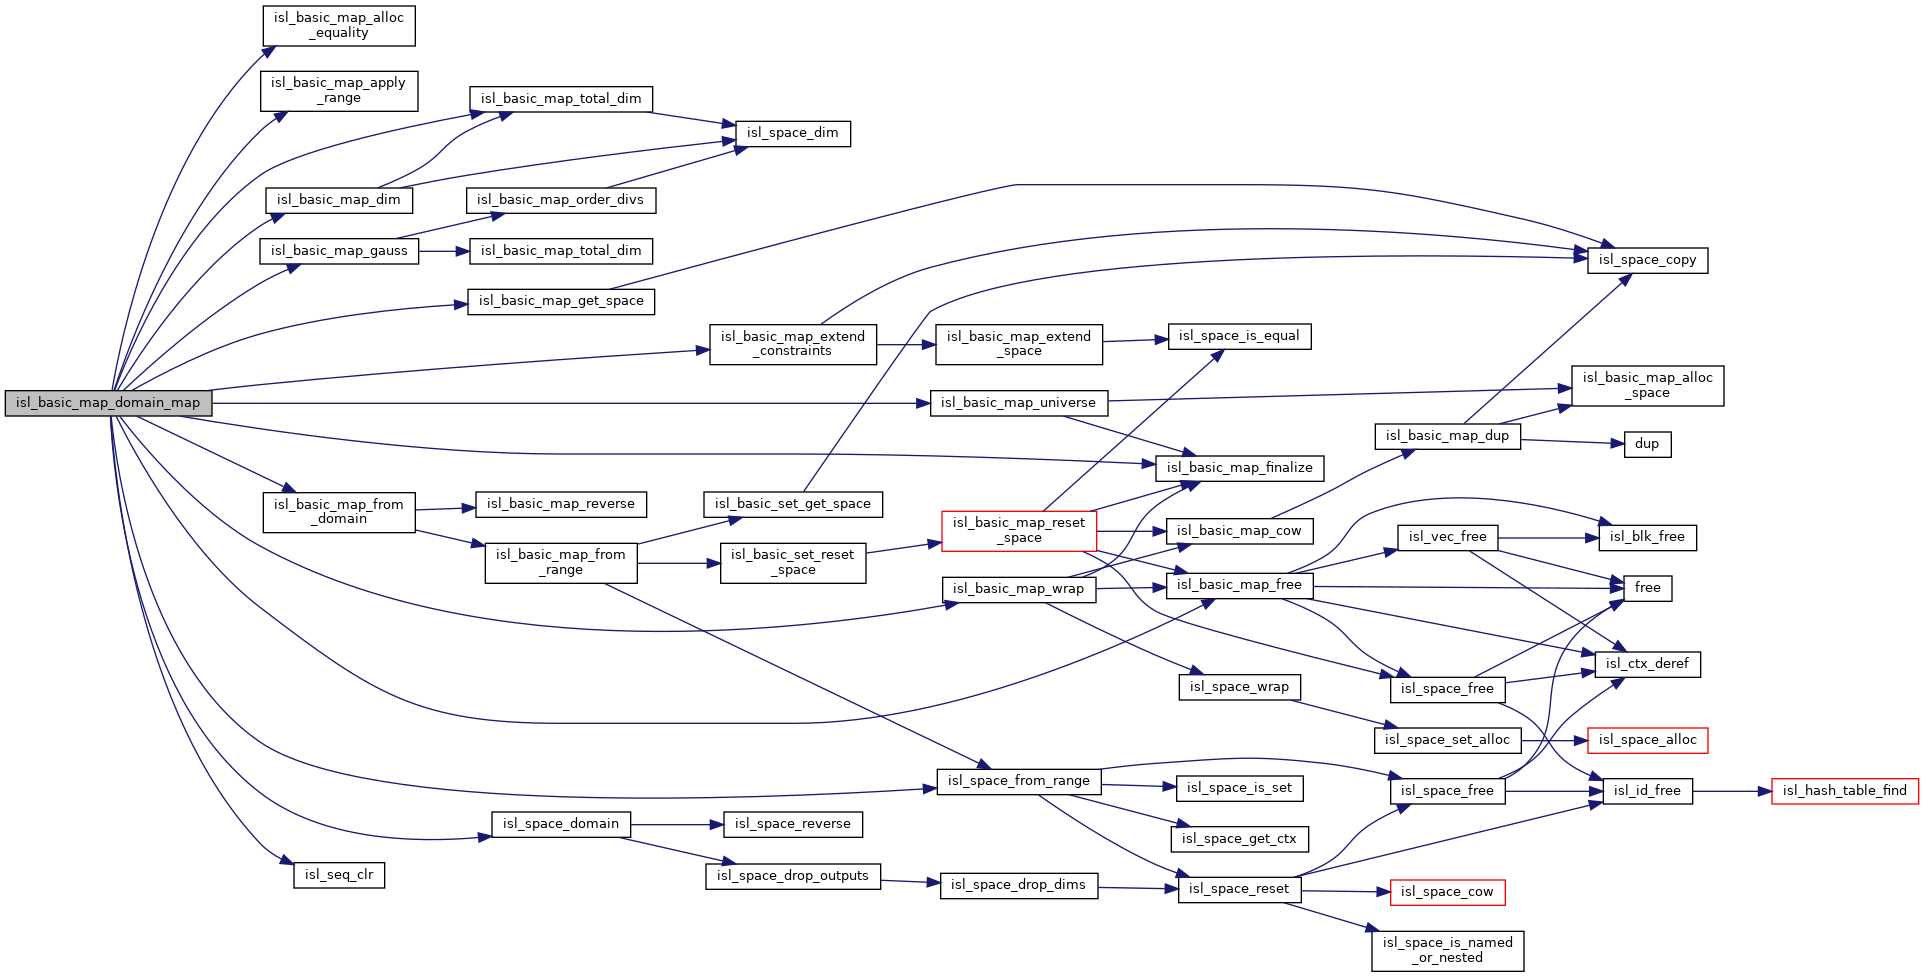 isl_basic_map_alloc
_equality
isl_basic_map_apply
_range
isl_basic_map_total_dim
isl_space_dim
isl_basic_map_dim
isl_basic_map_order_divs
isl_basic_map_gauss
isl_basic_map_total_dim
isl_space_copy
isl_basic_map_get_space
isl_basic_map_extend
_constraints
isl_basic_map_extend
_space
isl_space_is_equal
isl_basic_map_domain_map
isl_basic_map_universe
isl_basic_map_alloc
_space
isl_basic_map_dup
dup
isl_basic_map_finalize
isl_basic_map_from
_domain
isl_basic_map_reverse
isl_basic_set_get_space
isl_basic_map_reset
_space
isl_basic_map_cow
isl_vec_free
isl_blk_free
isl_basic_map_from
_range
isl_basic_set_reset
_space
isl_basic_map_wrap
isl_basic_map_free
free
isl_ctx_deref
isl_space_wrap
isl_space_free
isl_space_set_alloc
isl_space_alloc
isl_space_from_range
isl_space_is_set
isl_space_free
isl_id_free
isl_hash_table_find
isl_space_domain
isl_space_reverse
isl_space_get_ctx
isl_seq_clr
isl_space_drop_outputs
isl_space_drop_dims
isl_space_reset
isl_space_cow
isl_space_is_named
_or_nested